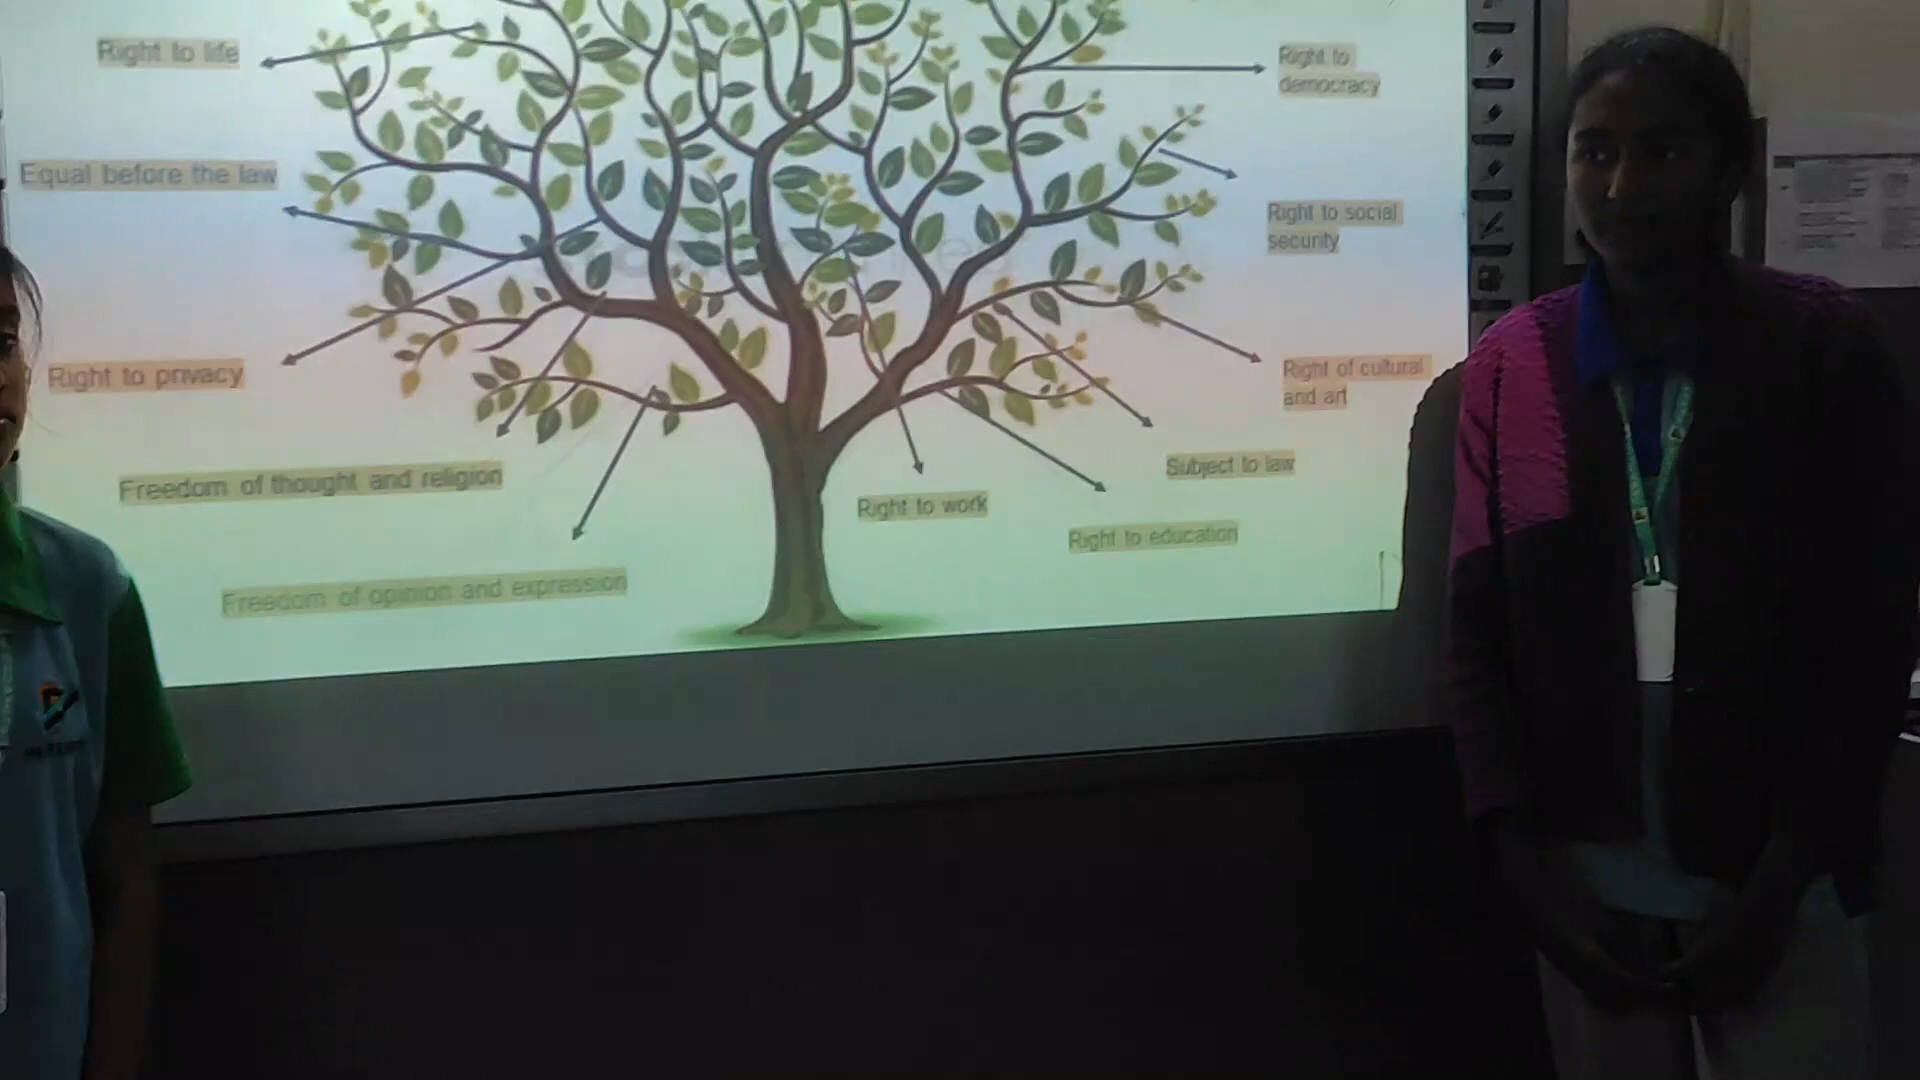 Right to life
Equal before the law
Right to privacy
Freedom of thought and religion
Freedom of opinion and expression
Right to work
Right to education
Subject to law
Right of cultural
and art
Right to social
security
Right to
democracy